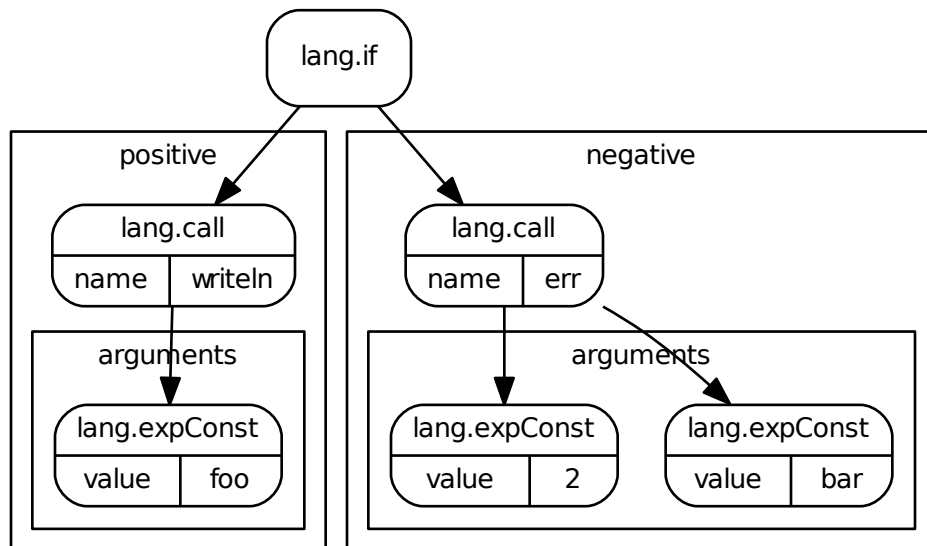 lang.if
positive
negative
lang.call
name writeln
lang.call
name err
arguments
arguments
lang.expConst
value foo
lang.expConst
value 2
lang.expConst
value bar